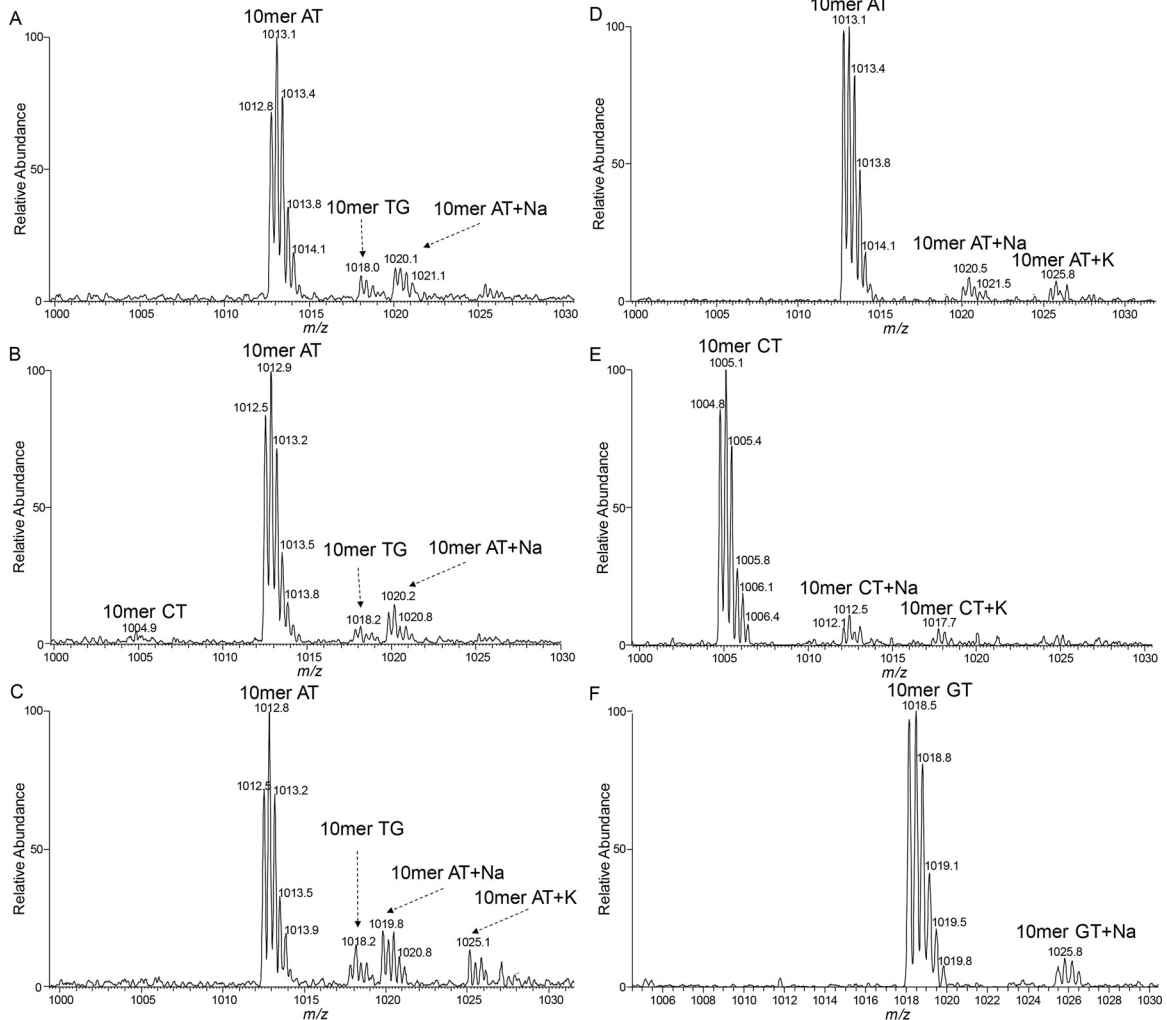 A
10mer AT
1013.1
100
1012.8
1013.4
Relative Abundance
50
1013.8
1014.1
10mer TG
10mer AT+Na
1018.0
1020.1
1021.1
0
1000 1005 1010 1015 1020 1025 1030
m/z
B
10mer AT
1012.9
100
1012.5
1013.2
Relative Abundance
50
1013.5
1013.8
10mer TG
10mer AT+Na
10mer CT
1004.9
1018.2
1020.2
1020.8
0
1000 1005 1010 1015 1020 1025 1030
m/z
C
10mer AT
1012.8
100
1012.5
1013.2
Relative Abundance
50
1013.5
1013.9
10mer TG
10mer AT+Na
10mer AT+K
1018.2
1019.8
1020.8
1025.1
0
1000 1005 1010 1015 1020 1025 1030
m/z
D
10mer AT
1013.1
100
1013.4
Relative Abundance
50
1013.8
1014.1
10mer AT+Na
10mer AT+K
1020.5
1021.5
1025.8
0
1000 1005 1010 1015 1020 1025 1030
m/z
E
10mer CT
1005.1
100
1004.8
1005.4
Relative Abundance
50
1005.8
1006.1
1006.4
10mer CT+Na
10mer CT+K
1012.1
1012.5
1017.7
0
1000 1005 1010 1015 1020 1025 1030
m/z
F
10mer GT
1018.5
100
1018.8
Relative Abundance
50
1019.1
1019.5
1019.8
10mer GT+Na
1025.8
0
1006 1008 1010 1012 1014 1016 1018 1020 1022 1024 1026 1028 1030
m/z